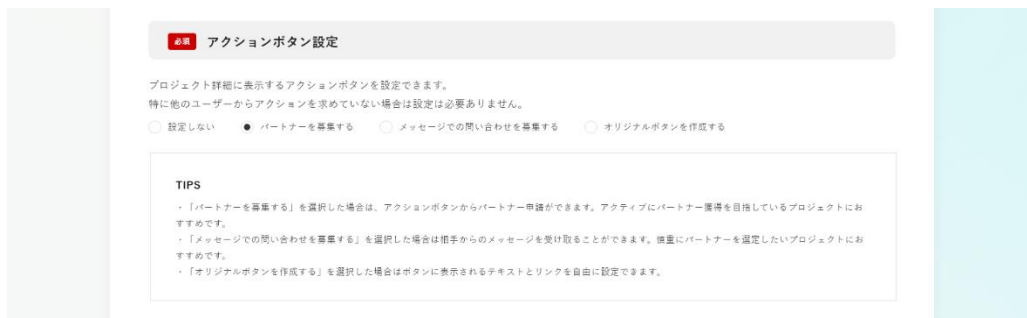 必須 アクションボタン設定
プロジェクト詳細に表示するアクションボタンを設定できます。
特に他のユーザーからアクションを求めていない場合は設定は必要ありません。
設定しない パートナーを募集する メッセージでの問い合わせを募集する オリジナルボタンを作成する
TIPS
・「パートナーを募集する」を選択した場合は、アクションボタンからパートナー申請ができます。アクティブにパートナー獲得を目指しているプロジェクトにお
すすめです。
・「メッセージでの問い合わせを募集する」を選択した場合は相手からのメッセージを受け取ることができます。慎重にパートナーを選定したいプロジェクトにお
すすめです。
・「オリジナルボタンを作成する」を選択した場合はボタンに表示されるテキストとリンクを自由に設定できます。